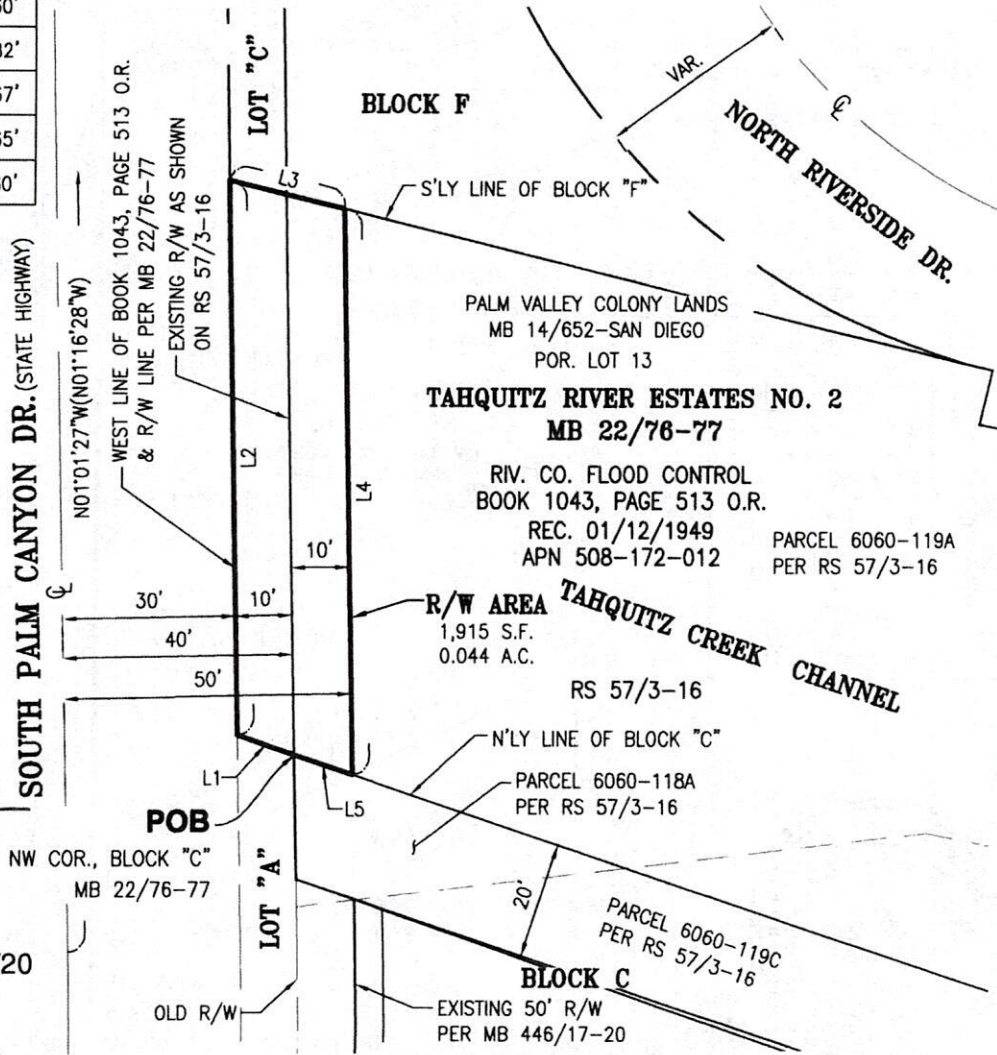 LOT "C"
BLOCK F
VAR.
NORTH RIVERSIDE DR.
L3
S'LY LINE OF BLOCK "F"
WEST LINE OF BOOK 1043, PAGE 513 O.R.
& R/W LINE PER MB 22/76-77
EXISTING R/W AS SHOWN
ON RS 57/3-16
N01°01'27"W(N01°16'28"W)
SOUTH PALM CANYON DR.(STATE HIGHWAY)
PALM VALLEY COLONY LANDS
MB 14/652-SAN DIEGO
POR. LOT 13
TAHQUITZ RIVER ESTATES NO. 2
MB 22/76-77
L2
L4
RIV. CO. FLOOD CONTROL
BOOK 1043, PAGE 513 O.R.
REC. 01/12/1949
APN 508-172-012
PARCEL 6060-119A
PER RS 57/3-16
10'
30'
10'
40'
50'
R/W AREA
1,915 S.F.
0.044 A.C.
TAHQUITZ CREEK CHANNEL
RS 57/3-16
N'LY LINE OF BLOCK "C"
L1
L5
PARCEL 6060-118A
PER RS 57/3-16
POB
NW COR., BLOCK "C"
MB 22/76-77
LOT "A"
20'
PARCEL 6060-119C
PER RS 57/3-16
20
BLOCK C
OLD R/W
EXISTING 50' R/W
PER MB 446/17-20